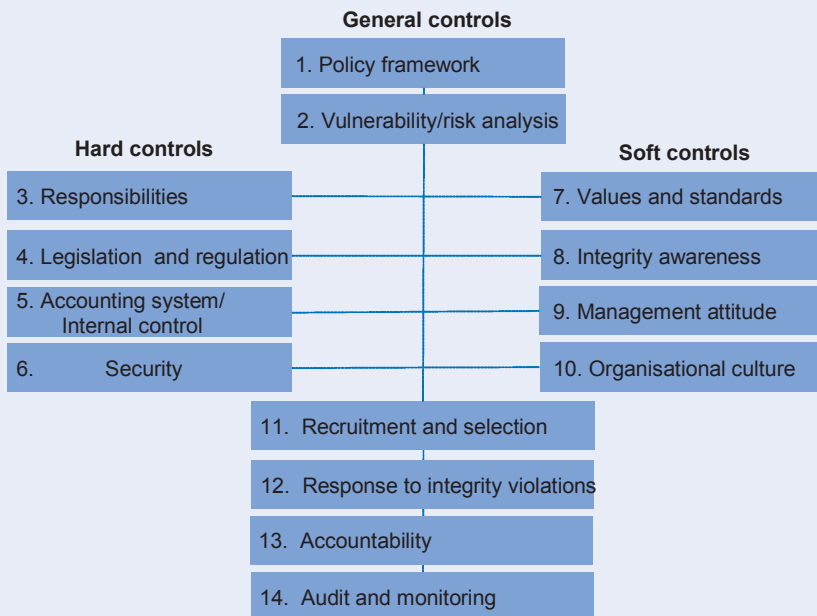 General controls
1. Policy framework
2. Vulnerability/risk analysis
Hard controls
3. Responsibilities
4. Legislation and regulation
5. Accounting system/
Internal control
6. Security
Soft controls
7. Values and standards
8. Integrity awareness
9. Management attitude
10. Organisational culture
11. Recruitment and selection
12. Response to integrity violations
13. Accountability
14. Audit and monitoring